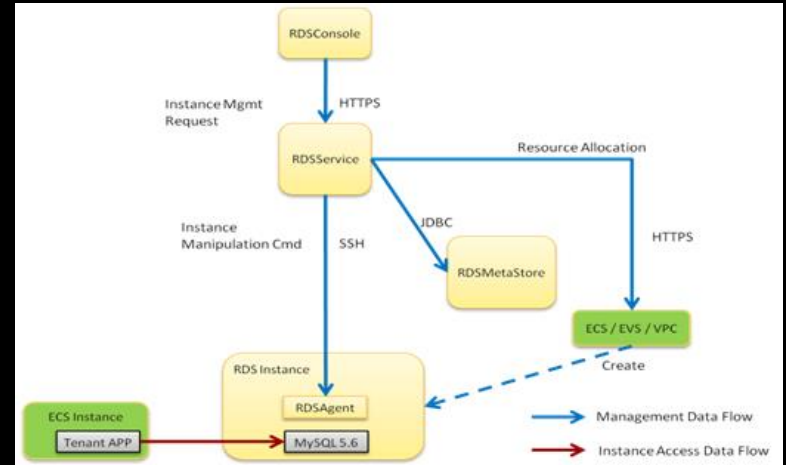 RDSConsole
Instance Mgmt
Request
HTTPS
RDSService
Resource Allocation
Instance
Manipulation Cmd
SSH
JDBC
HTTPS
RDSMetaStore
ECS / EVS / VPC
Create
RDS Instance
RDSAgent
MySQL 5.6
ECS Instance
Tenant APP
Management Data Flow
Instance Access Data Flow